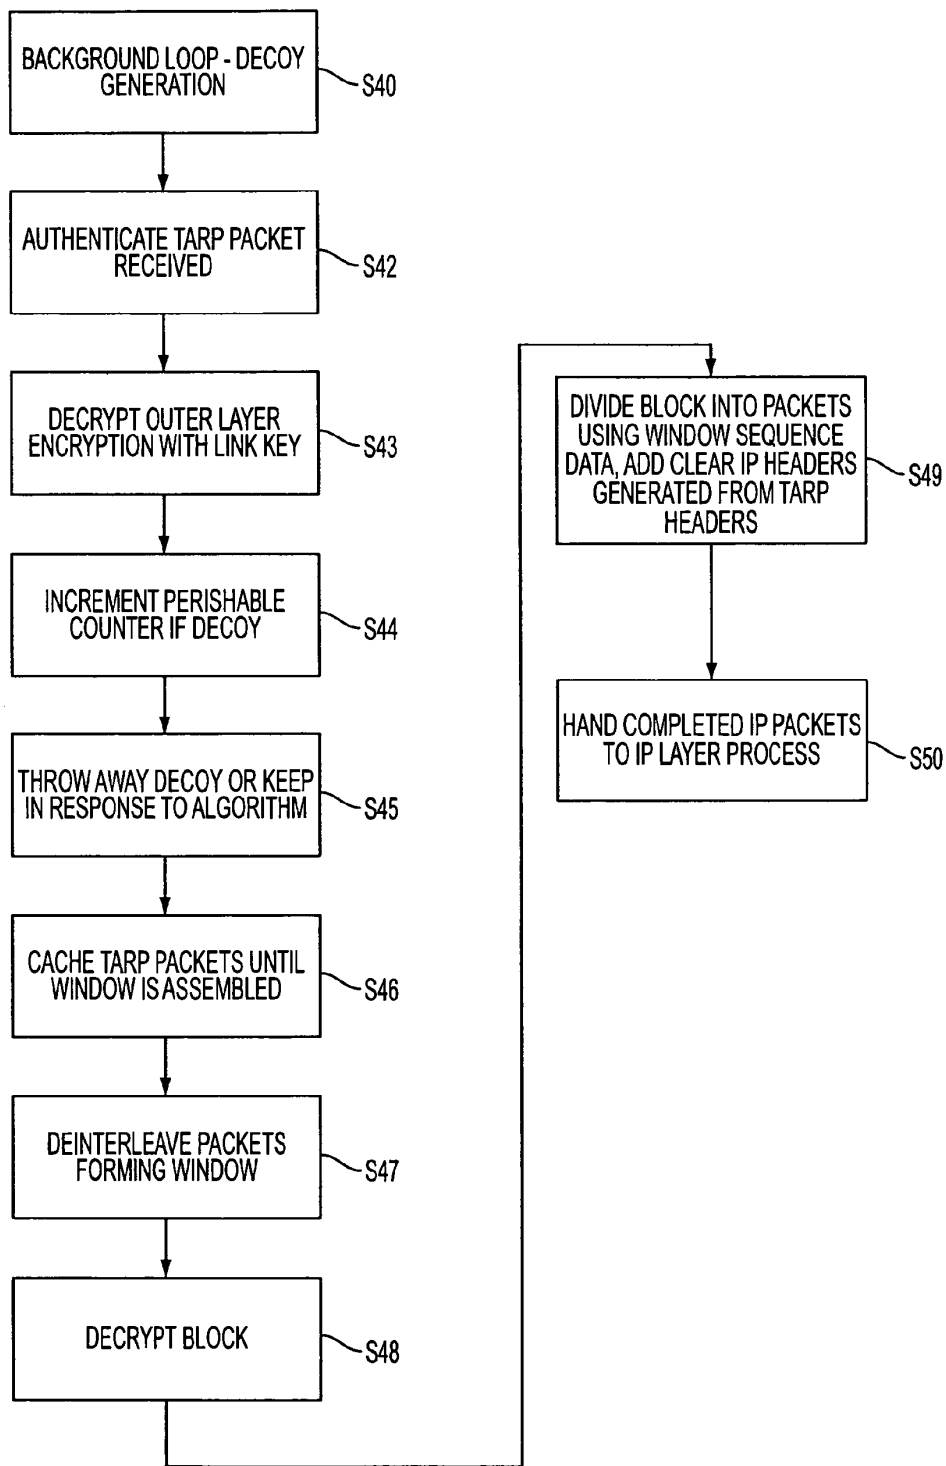 BACKGROUND LOOP - DECOY
GENERATION
S40
AUTHENTICATE TARP PACKET
RECEIVED
S42
DECRYPT OUTER LAYER
ENCRYPTION WITH LINK KEY
S43
INCREMENT PERISHABLE
COUNTER IF DECOY
S44
THROW AWAY DECOY OR KEEP
IN RESPONSE TO ALGORITHM
S45
CACHE TARP PACKETS UNTIL
WINDOW IS ASSEMBLED
S46
DEINTERLEAVE PACKETS
FORMING WINDOW
S47
DECRYPT BLOCK
S48
DIVIDE BLOCK INTO PACKETS
USING WINDOW SEQUENCE
DATA, ADD CLEAR IP HEADERS
GENERATED FROM TARP
HEADERS
S49
HAND COMPLETED IP PACKETS
TO IP LAYER PROCESS
S50